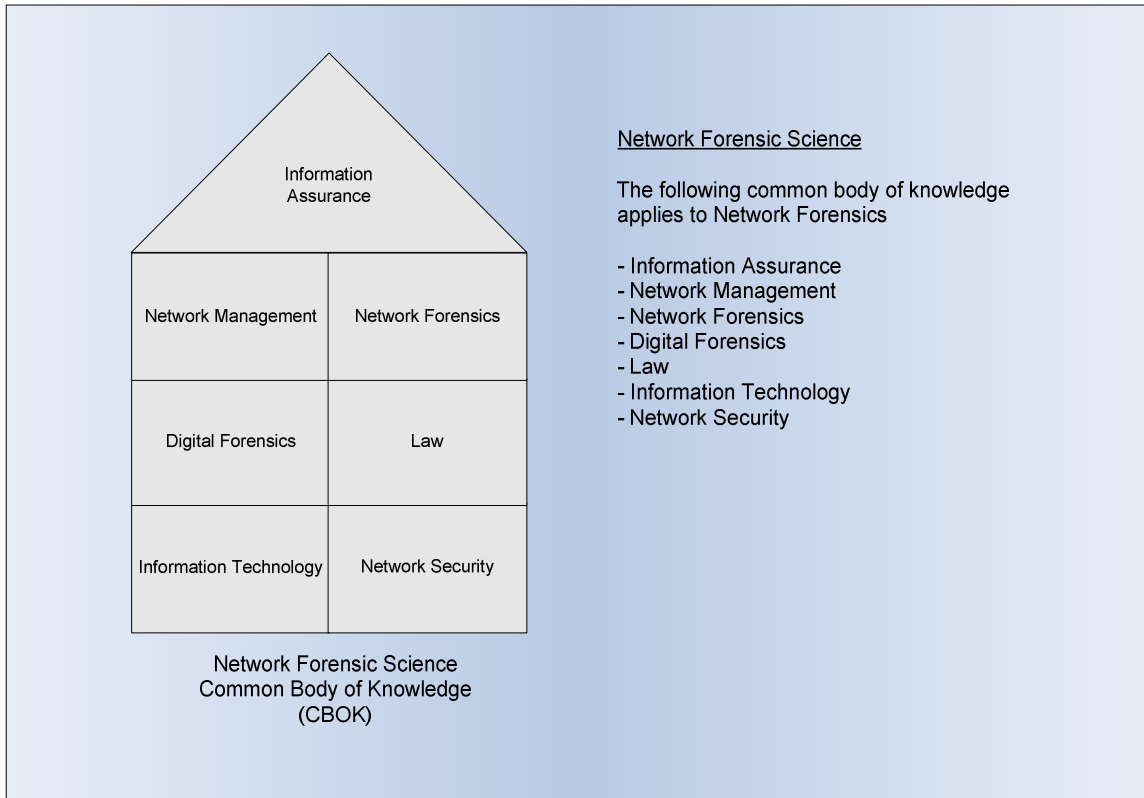 Information
Assurance
Network Management
Network Forensics
Digital Forensics
Law
Information Technology
Network Security
Network Forensic Science
Common Body of Knowledge
(CBOK)
Network Forensic Science
The following common body of knowledge
applies to Network Forensics
- Information Assurance
- Network Management
- Network Forensics
- Digital Forensics
- Law
- Information Technology
- Network Security